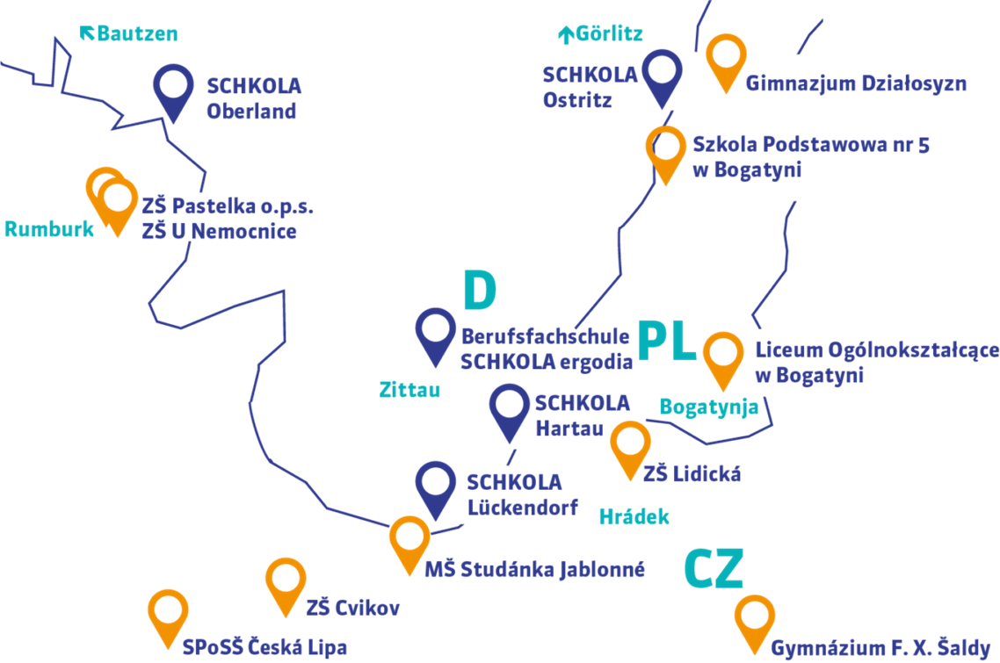 Bautzen
Görlitz
SCHKOLA
Oberland
SCHKOLA
Ostritz
Gimnazjum Działosyzn
Szkola Podstawowa nr 5
w Bogatyni
ZŠ Pastelka o.p.s.
ZŠ U Nemocnice
Rumburk
D
Berufsfachschule
SCHKOLA ergodia
PL
Liceum Ogólnokształcące
w Bogatyni
Zittau
SCHKOLA
Hartau
Bogatynja
ZŠ Lidická
SCHKOLA
Lückendorf
Hrádek
MŠ Studánka Jablonné
CZ
ZŠ Cvikov
SPoSŠ Česká Lipa
Gymnázium F. X. Šaldy